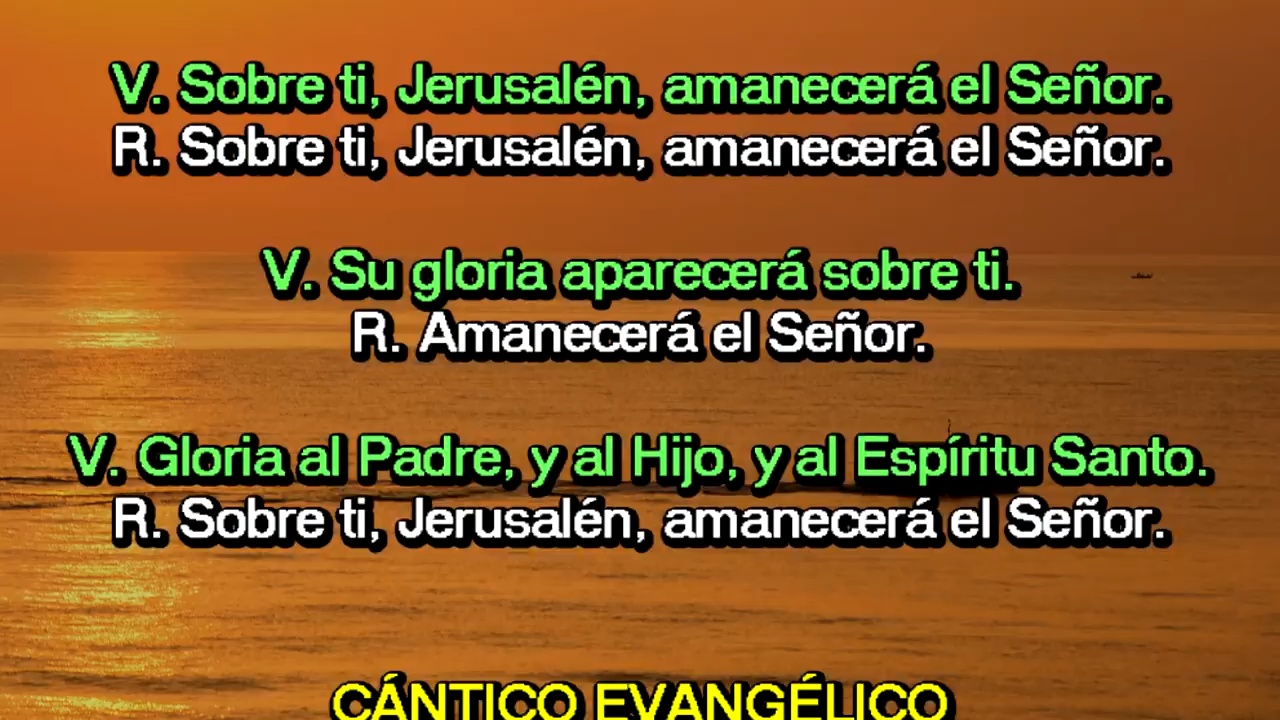 V. Sobre ti, Jerusalén, amanecerá el Señor.
R. Sobre ti, Jerusalén, amanecerá el Señor.
V. Su gloria aparecerá sobre ti.
R. Amanecerá el Señor.
V. Gloria al Padre, y al Hijo, y al Espíritu Santo.
R. Sobre ti, Jerusalén, amanecerá el Señor.
CÁNTICO EVANGÉLICO